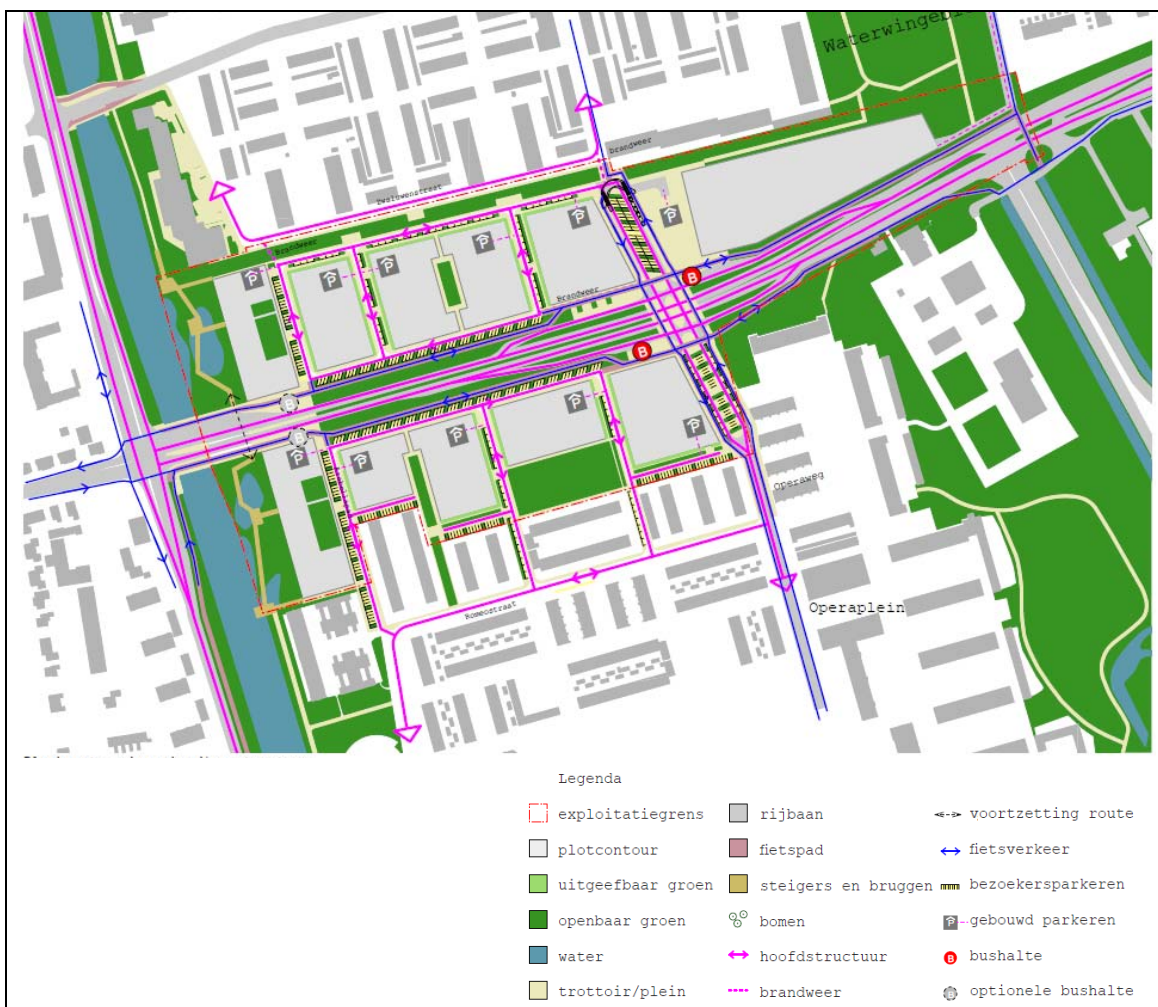 Waterwingebi
brandweer
Zwaluwenstraat
Brandweer
Brandweer
B
B
B
B
Operaweg
Operaplein
Romeostraat
Legenda
exploitatiegrens
rijbaan
voortzetting route
plotcontour
fietspad
fietsverkeer
uitgeefbaar groen
steigers en bruggen
bezoekersparkeren
openbaar groen
bomen
gebouwd parkeren
water
hoofdstructuur
B bushalte
trottoir/plein
brandweer
B optionele bushalte